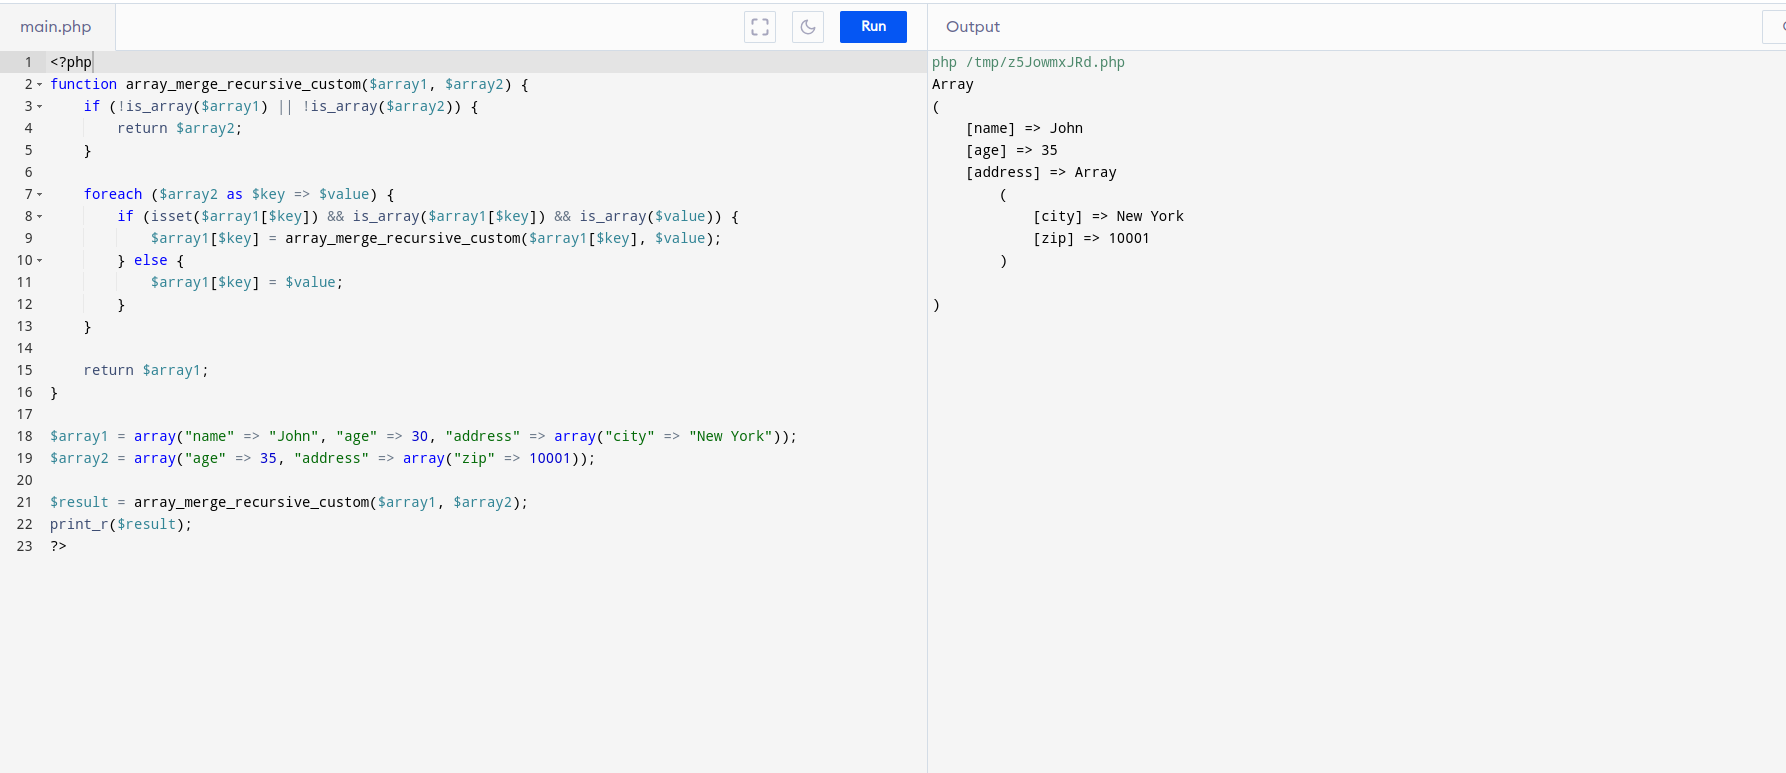 main.php
Run
1 <?php
2 function array_merge_recursive_custom($array1, $array2) {
3     if (!is_array($array1) || !is_array($array2)) {
4         return $array2;
5     }
6
7     foreach ($array2 as $key => $value) {
8         if (isset($array1[$key]) && is_array($array1[$key]) && is_array($value)) {
9             $array1[$key] = array_merge_recursive_custom($array1[$key], $value);
10         } else {
11             $array1[$key] = $value;
12         }
13     }
14
15     return $array1;
16 }
17
18 $array1 = array("name" => "John", "age" => 30, "address" => array("city" => "New York"));
19 $array2 = array("age" => 35, "address" => array("zip" => 10001));
20
21 $result = array_merge_recursive_custom($array1, $array2);
22 print_r($result);
23 ?>
Output
php /tmp/z5JowmxJRd.php
Array
(
    [name] => John
    [age] => 35
    [address] => Array
        (
            [city] => New York
            [zip] => 10001
        )

)